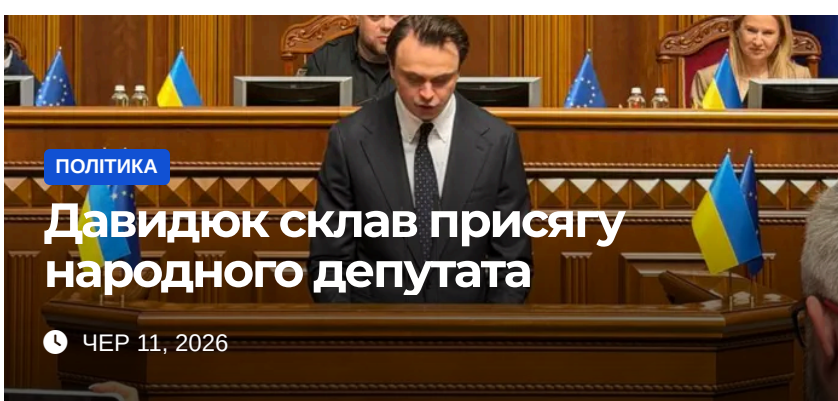 ПОЛІТИКА
Давидюк склав присягу
народного депутата
ЧЕР 11, 2026